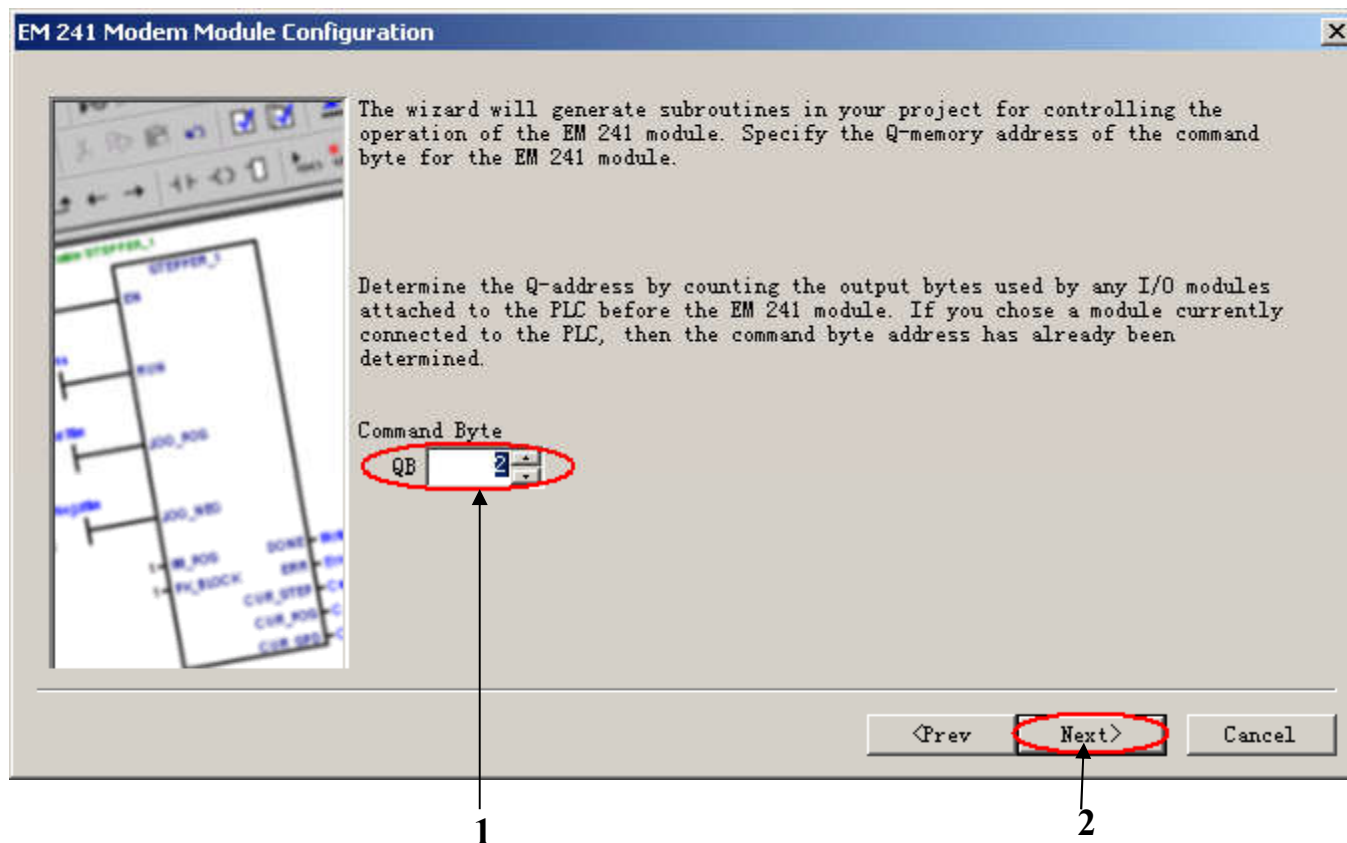 EM 241 Modem Module Configuration
The wizard will generate subroutines in your project for controlling the
operation of the EM 241 module. Specify the Q-memory address of the command
byte for the EM 241 module.
Determine the Q-address by counting the output bytes used by any I/O modules
attached to the PLC before the EM 241 module. If you chose a module currently
connected to the PLC, then the command byte address has already been
determined.
Command Byte
QB 2
STEPPER_1
EN
RUN
JOG_POS
JOG_NEG
DONE
ERR
CUR_STEP
CUR_POS
CUR_SPD
<Prev Next> Cancel
1 2